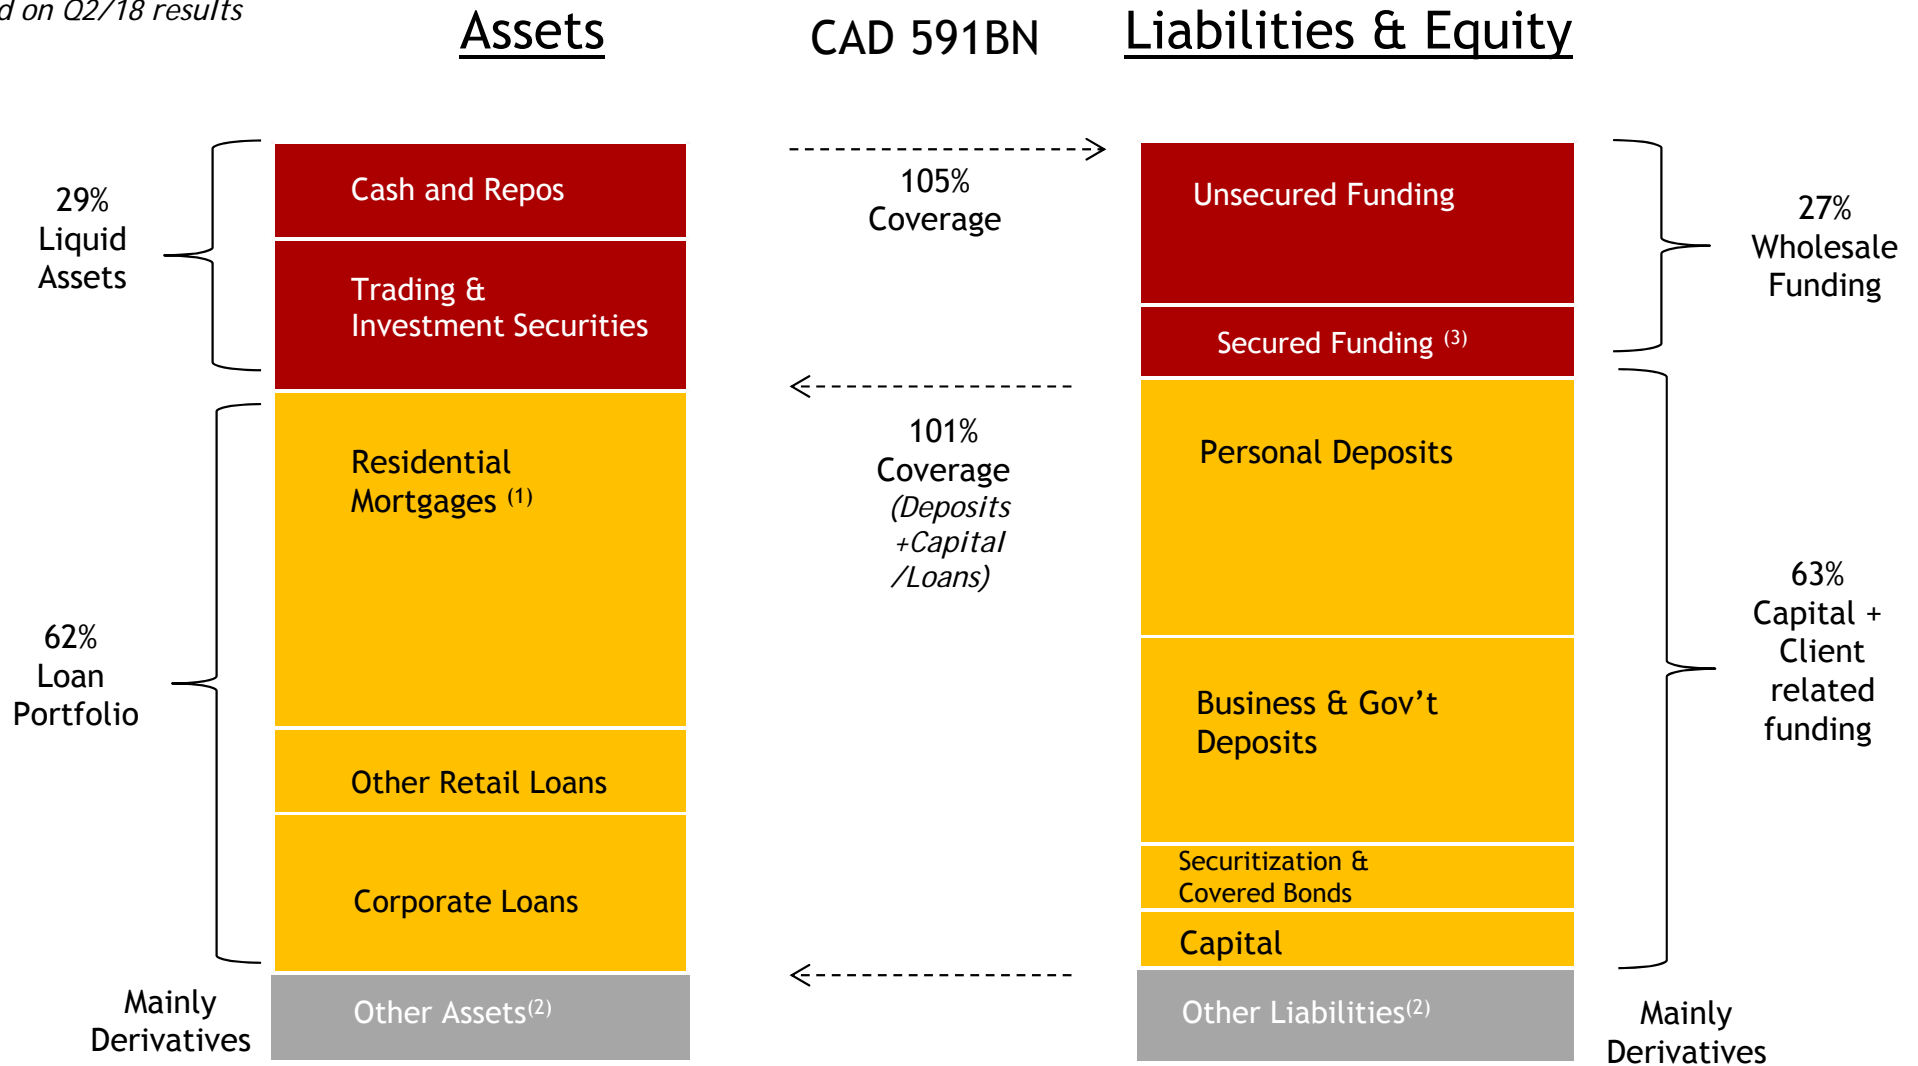 on Q2/18 results
Assets
CAD 591BN
Liabilities & Equity
29%
Liquid
Assets
Cash and Repos
Trading &
Investment Securities
105%
Coverage
Unsecured Funding
Secured Funding (3)
27%
Wholesale
Funding
62%
Loan
Portfolio
Residential
Mortgages (1)
Other Retail Loans
Corporate Loans
101%
Coverage
(Deposits
+Capital
/Loans)
Personal Deposits
Business & Gov’t
Deposits
Securitization &
Covered Bonds
Capital
63%
Capital +
Client
related
funding
Mainly
Derivatives
Other Assets(2)
Other Liabilities(2)
Mainly
Derivatives